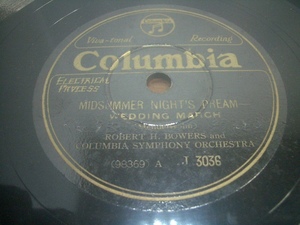 Viva-tonal Recording
Columbia
ELECTRICAL
PROCESS
MIDSUMMER NIGHT'S DREAM—
WEDDING MARCH
(Mendelssohn)
ROBERT H. BOWERS and
COLUMBIA SYMPHONY ORCHESTRA
(98369) A J 3036